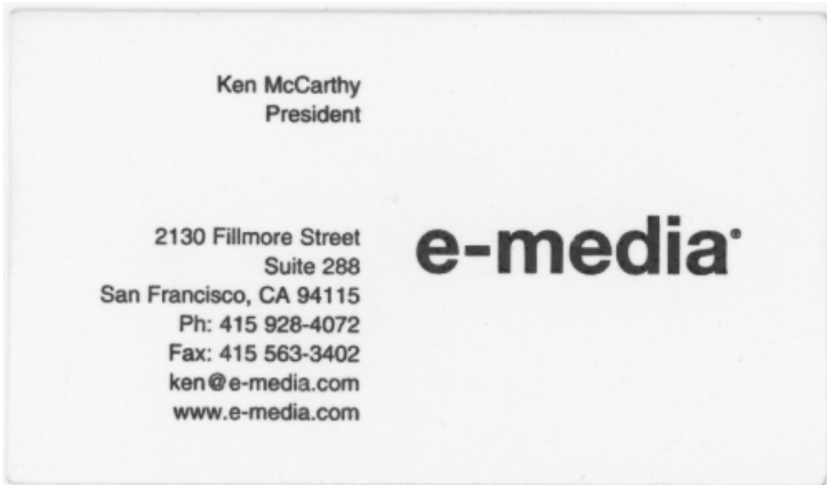 Ken McCarthy
President
2130 Fillmore Street
Suite 288
San Francisco, CA 94115
Ph: 415 928-4072
Fax: 415 563-3402
ken@e-media.com
www.e-media.com
e-media®